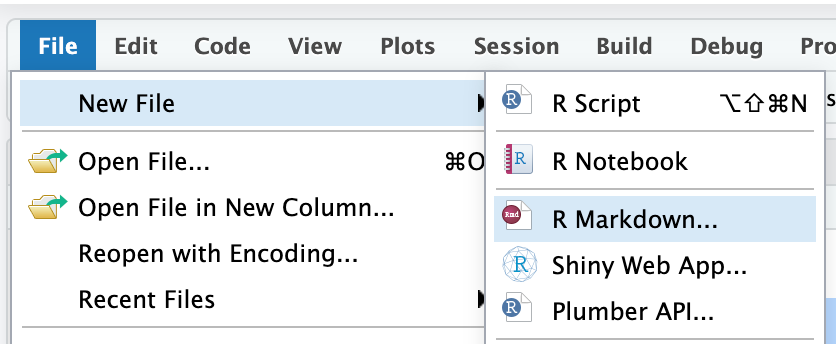 File Edit Code View Plots Session Build Debug
New File
Open File... ⌘O
Open File in New Column...
Reopen with Encoding...
Recent Files
R Script ⌥⇧⌘N
R Notebook
R Markdown...
Shiny Web App...
Plumber API...